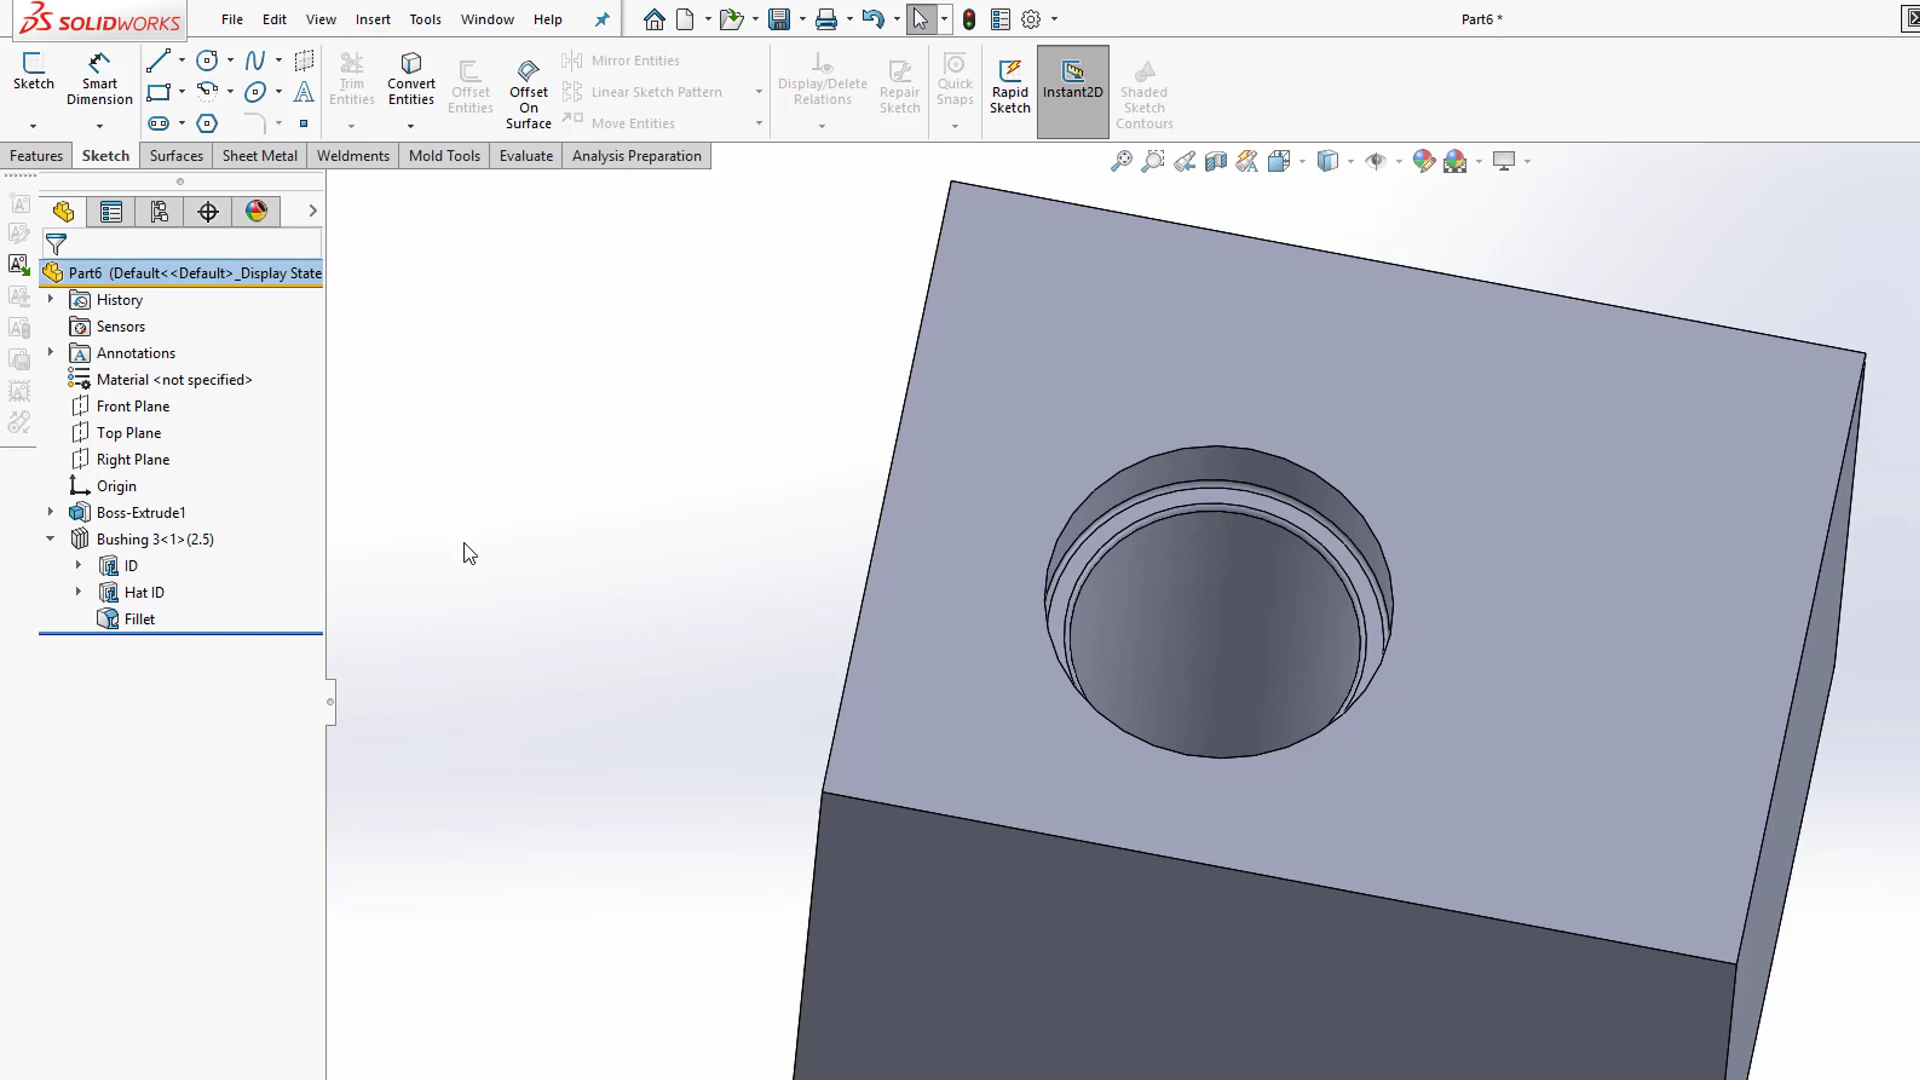 SOLIDWORKS File Edit View Insert Tools Window Help Part6 *
Sketch Smart Dimension Trim Entities Convert Entities Offset Entities Offset On Surface Mirror Entities Linear Sketch Pattern Move Entities Display/Delete Relations Repair Sketch Quick Snaps Rapid Sketch Instant2D Shaded Sketch Contours
Features Sketch Surfaces Sheet Metal Weldments Mold Tools Evaluate Analysis Preparation
Part6 (Default<<Default>_Display State
History
Sensors
Annotations
Material <not specified>
Front Plane
Top Plane
Right Plane
Origin
Boss-Extrude1
Bushing 3<1>(2.5)
ID
Hat ID
Fillet